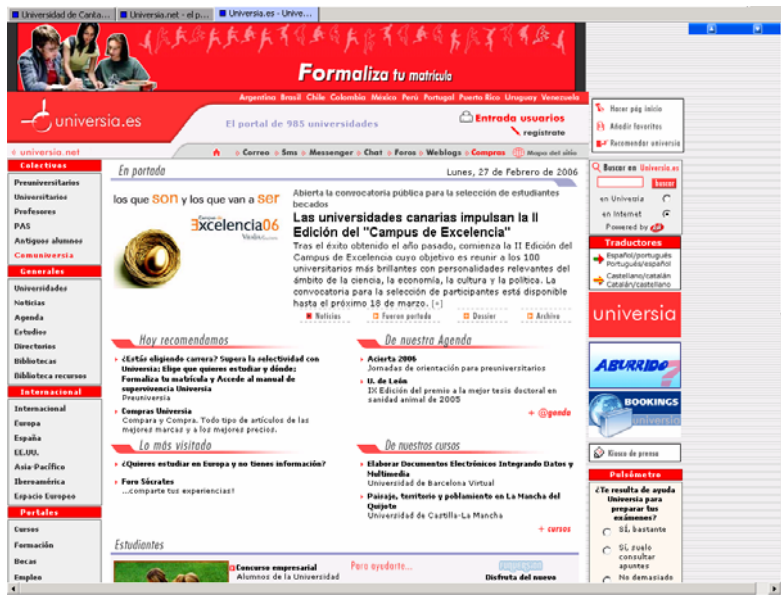 Universidad de Canta...
Universia.net - el p...
Universia.es - Unive...
Formaliza tu matrícula
Argentina Brasil Chile Colombia México Perú Portugal Puerto Rico Uruguay Venezuela
universia.es
El portal de 985 universidades
Entrada usuarios
regístrate
universia.net
Correo Sms Messenger Chat Foros Weblogs Compras Mapa del sitio
Hacer pág inicio
Añadir favoritos
Recomendar universia
Colectivos
Preuniversitarios
Universitarios
Profesores
PAS
Antiguos alumnos
Comuniversia
Generales
Universidades
Noticias
Agenda
Estudios
Directorios
Bibliotecas
Biblioteca recursos
Internacional
Internacional
Europa
España
EE.UU.
Asia-Pacífico
Iberoamérica
Espacio Europeo
Portales
Cursos
Formación
Becas
Empleo
En portada
Lunes, 27 de Febrero de 2006
los que son y los que van a ser
Excelencia06
Abierta la convocatoria pública para la selección de estudiantes
becados
Las universidades canarias impulsan la II
Edición del "Campus de Excelencia"
Tras el éxito obtenido el año pasado, comienza la II Edición del
Campus de Excelencia cuyo objetivo es reunir a los 100
universitarios más brillantes con personalidades relevantes del
ámbito de la ciencia, la economía, la cultura y la política. La
convocatoria para la selección de participantes está disponible
hasta el próximo 18 de marzo. [+]
Noticias
Fueron portada
Dossier
Archivo
Hoy recomendamos
¿Estás eligiendo carrera? Supera la selectividad con
Universia; Elige que quieres estudiar y dónde;
Formaliza tu matrícula y Accede al manual de
supervivencia Universia
Preuniversia
Compras Universia
Compara y Compra. Todo tipo de artículos de las
mejores marcas y a los mejores precios.
De nuestra Agenda
Acierta 2006
Jornadas de orientación para preuniversitarios
U. de León
IX Edición del premio a la mejor tesis doctoral en
sanidad animal de 2005
+ @genda
Lo más visitado
¿Quieres estudiar en Europa y no tienes información?
Foro Sócrates
...comparte tus experiencias!
De nuestros cursos
Elaborar Documentos Electrónicos Integrando Datos y
Multimedia
Universidad de Barcelona Virtual
Paisaje, territorio y poblamiento en La Mancha del
Quijote
Universidad de Castilla-La Mancha
+ cursos
Estudiantes
Concurso empresarial
Alumnos de la Universidad
Para ayudarte...
Disfruta del nuevo
Buscar en Universia.es
buscar
en Universia
en Internet
Powered by
Traductores
Español/portugués
Portugués/español
Castellano/catalán
Catalán/castellano
universia
ABURRIDO?
BOOKINGS
universia
Kiosco de prensa
Pulsómetro
¿Te resulta de ayuda
Universia para
preparar tus
exámenes?
Sí, bastante
Sí, suelo
consultar
apuntes
No demasiado